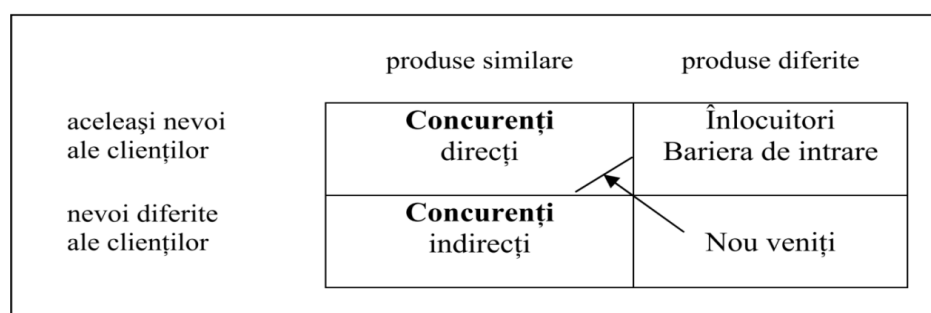 produse similare
produse diferite
aceleaşi nevoi
ale clienților
Concurenți
direcți
Înlocuitori
Bariera de intrare
nevoi diferite
ale clienților
Concurenți
indirecți
Nou veniți